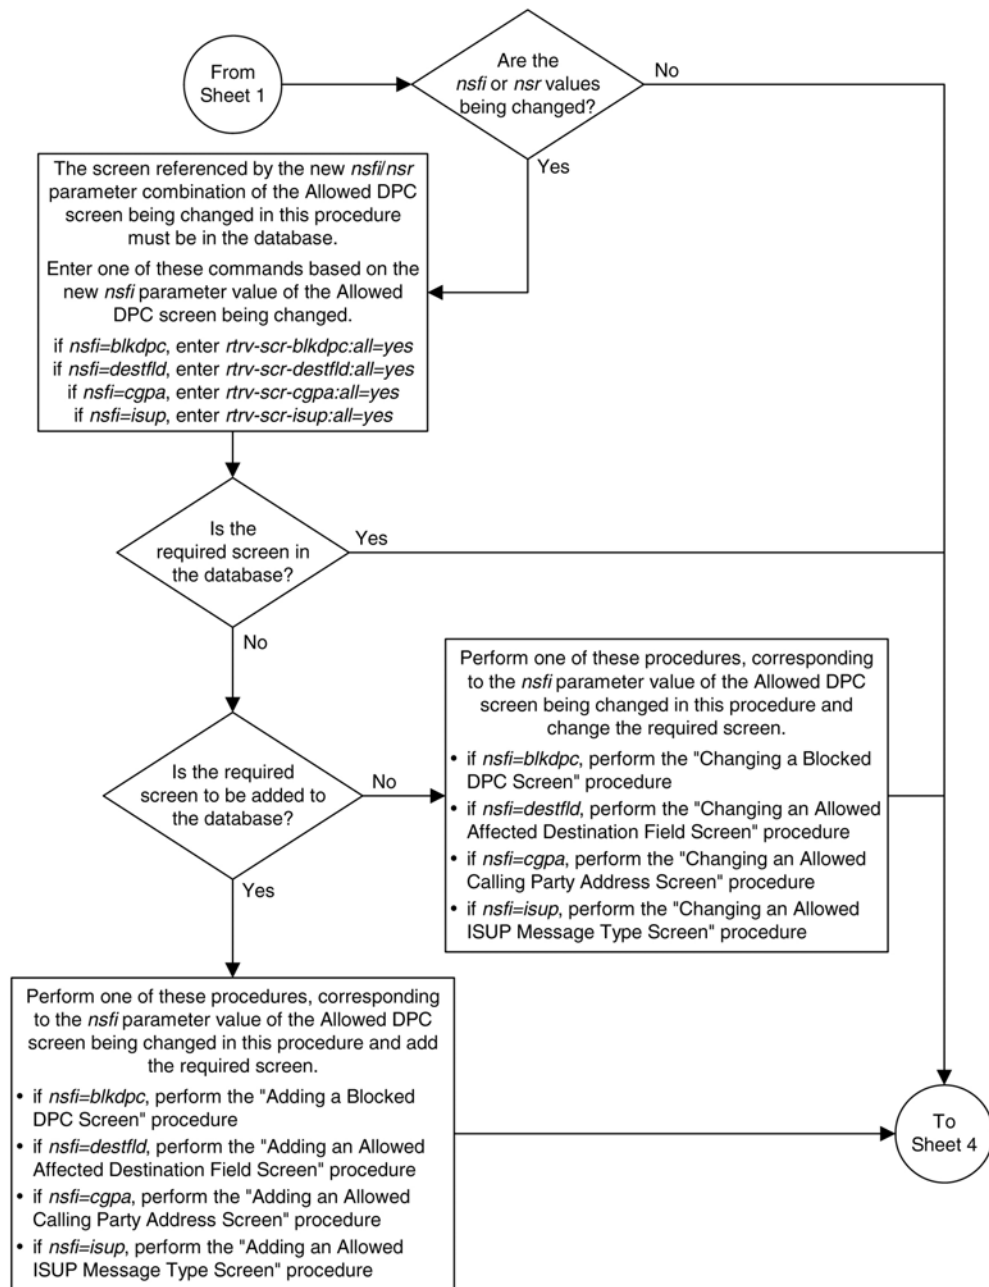 From
Sheet 1
Are the
nsfi or nsr values
being changed?
No
Yes
The screen referenced by the new nsfi/nsr
parameter combination of the Allowed DPC
screen being changed in this procedure
must be in the database.
Enter one of these commands based on the
new nsfi parameter value of the Allowed
DPC screen being changed.
if nsfi=blkdpc, enter rtrv-scr-blkdpc:all=yes
if nsfi=destfld, enter rtrv-scr-destfld:all=yes
if nsfi=cgpa, enter rtrv-scr-cgpa:all=yes
if nsfi=isup, enter rtrv-scr-isup:all=yes
Is the
required screen in
the database?
Yes
No
Is the required
screen to be added to
the database?
No
Yes
Perform one of these procedures, corresponding
to the nsfi parameter value of the Allowed DPC
screen being changed in this procedure and
change the required screen.
• if nsfi=blkdpc, perform the "Changing a Blocked
DPC Screen" procedure
• if nsfi=destfld, perform the "Changing an Allowed
Affected Destination Field Screen" procedure
• if nsfi=cgpa, perform the "Changing an Allowed
Calling Party Address Screen" procedure
• if nsfi=isup, perform the "Changing an Allowed
ISUP Message Type Screen" procedure
Perform one of these procedures, corresponding
to the nsfi parameter value of the Allowed DPC
screen being changed in this procedure and add
the required screen.
• if nsfi=blkdpc, perform the "Adding a Blocked
DPC Screen" procedure
• if nsfi=destfld, perform the "Adding an Allowed
Affected Destination Field Screen" procedure
• if nsfi=cgpa, perform the "Adding an Allowed
Calling Party Address Screen" procedure
• if nsfi=isup, perform the "Adding an Allowed
ISUP Message Type Screen" procedure
To
Sheet 4